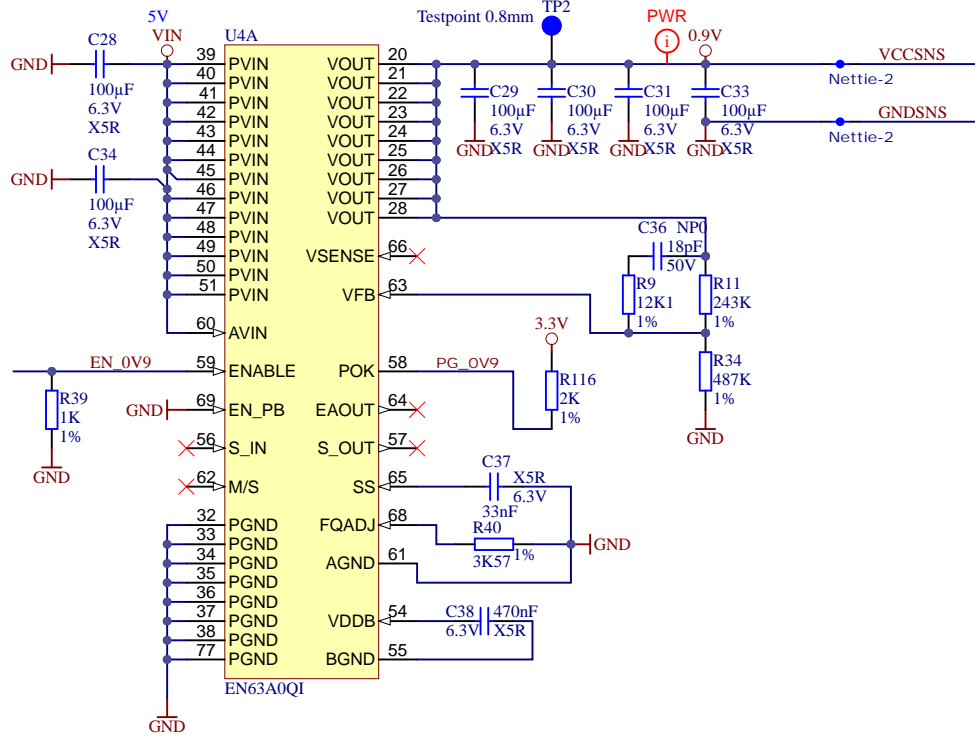 TP2
Testpoint 0.8mm
PWR
5V
VIN
U4A
0.9V
VCCSNS
Nettie-2
GNDSNS
Nettie-2
GND
C28
100µF
6.3V
X5R
GND
C34
100µF
6.3V
X5R
39 PVIN
40 PVIN
41 PVIN
42 PVIN
43 PVIN
44 PVIN
45 PVIN
46 PVIN
47 PVIN
48 PVIN
49 PVIN
50 PVIN
51 PVIN
60 AVIN
59 ENABLE
69 EN_PB
56 S_IN
62 M/S
32 PGND
33 PGND
34 PGND
35 PGND
36 PGND
37 PGND
38 PGND
77 PGND
VOUT 20
VOUT 21
VOUT 22
VOUT 23
VOUT 24
VOUT 25
VOUT 26
VOUT 27
VOUT 28
VSENSE 66
VFB 63
POK 58
EAOUT 64
S_OUT 57
SS 65
FQADJ 68
AGND 61
VDDB 54
BGND 55
EN63A0QI
C29
100µF
6.3V
X5R
GND
C30
100µF
6.3V
X5R
GND
C31
100µF
6.3V
X5R
GND
C33
100µF
6.3V
X5R
GND
C36 NP0
18pF
50V
R9
12K1
1%
R11
243K
1%
R34
487K
1%
GND
3.3V
PG_0V9
R116
2K
1%
EN_0V9
R39
1K
1%
GND
GND
C37
X5R
6.3V
33nF
R40
1%
3K57
GND
C38 470nF
6.3V X5R
GND